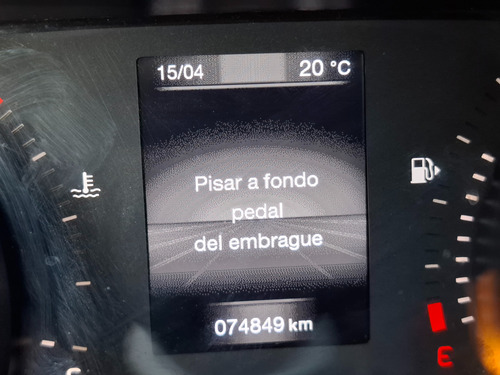 15/04 20 °C
Pisar a fondo
pedal
del embrague
074849 km
E